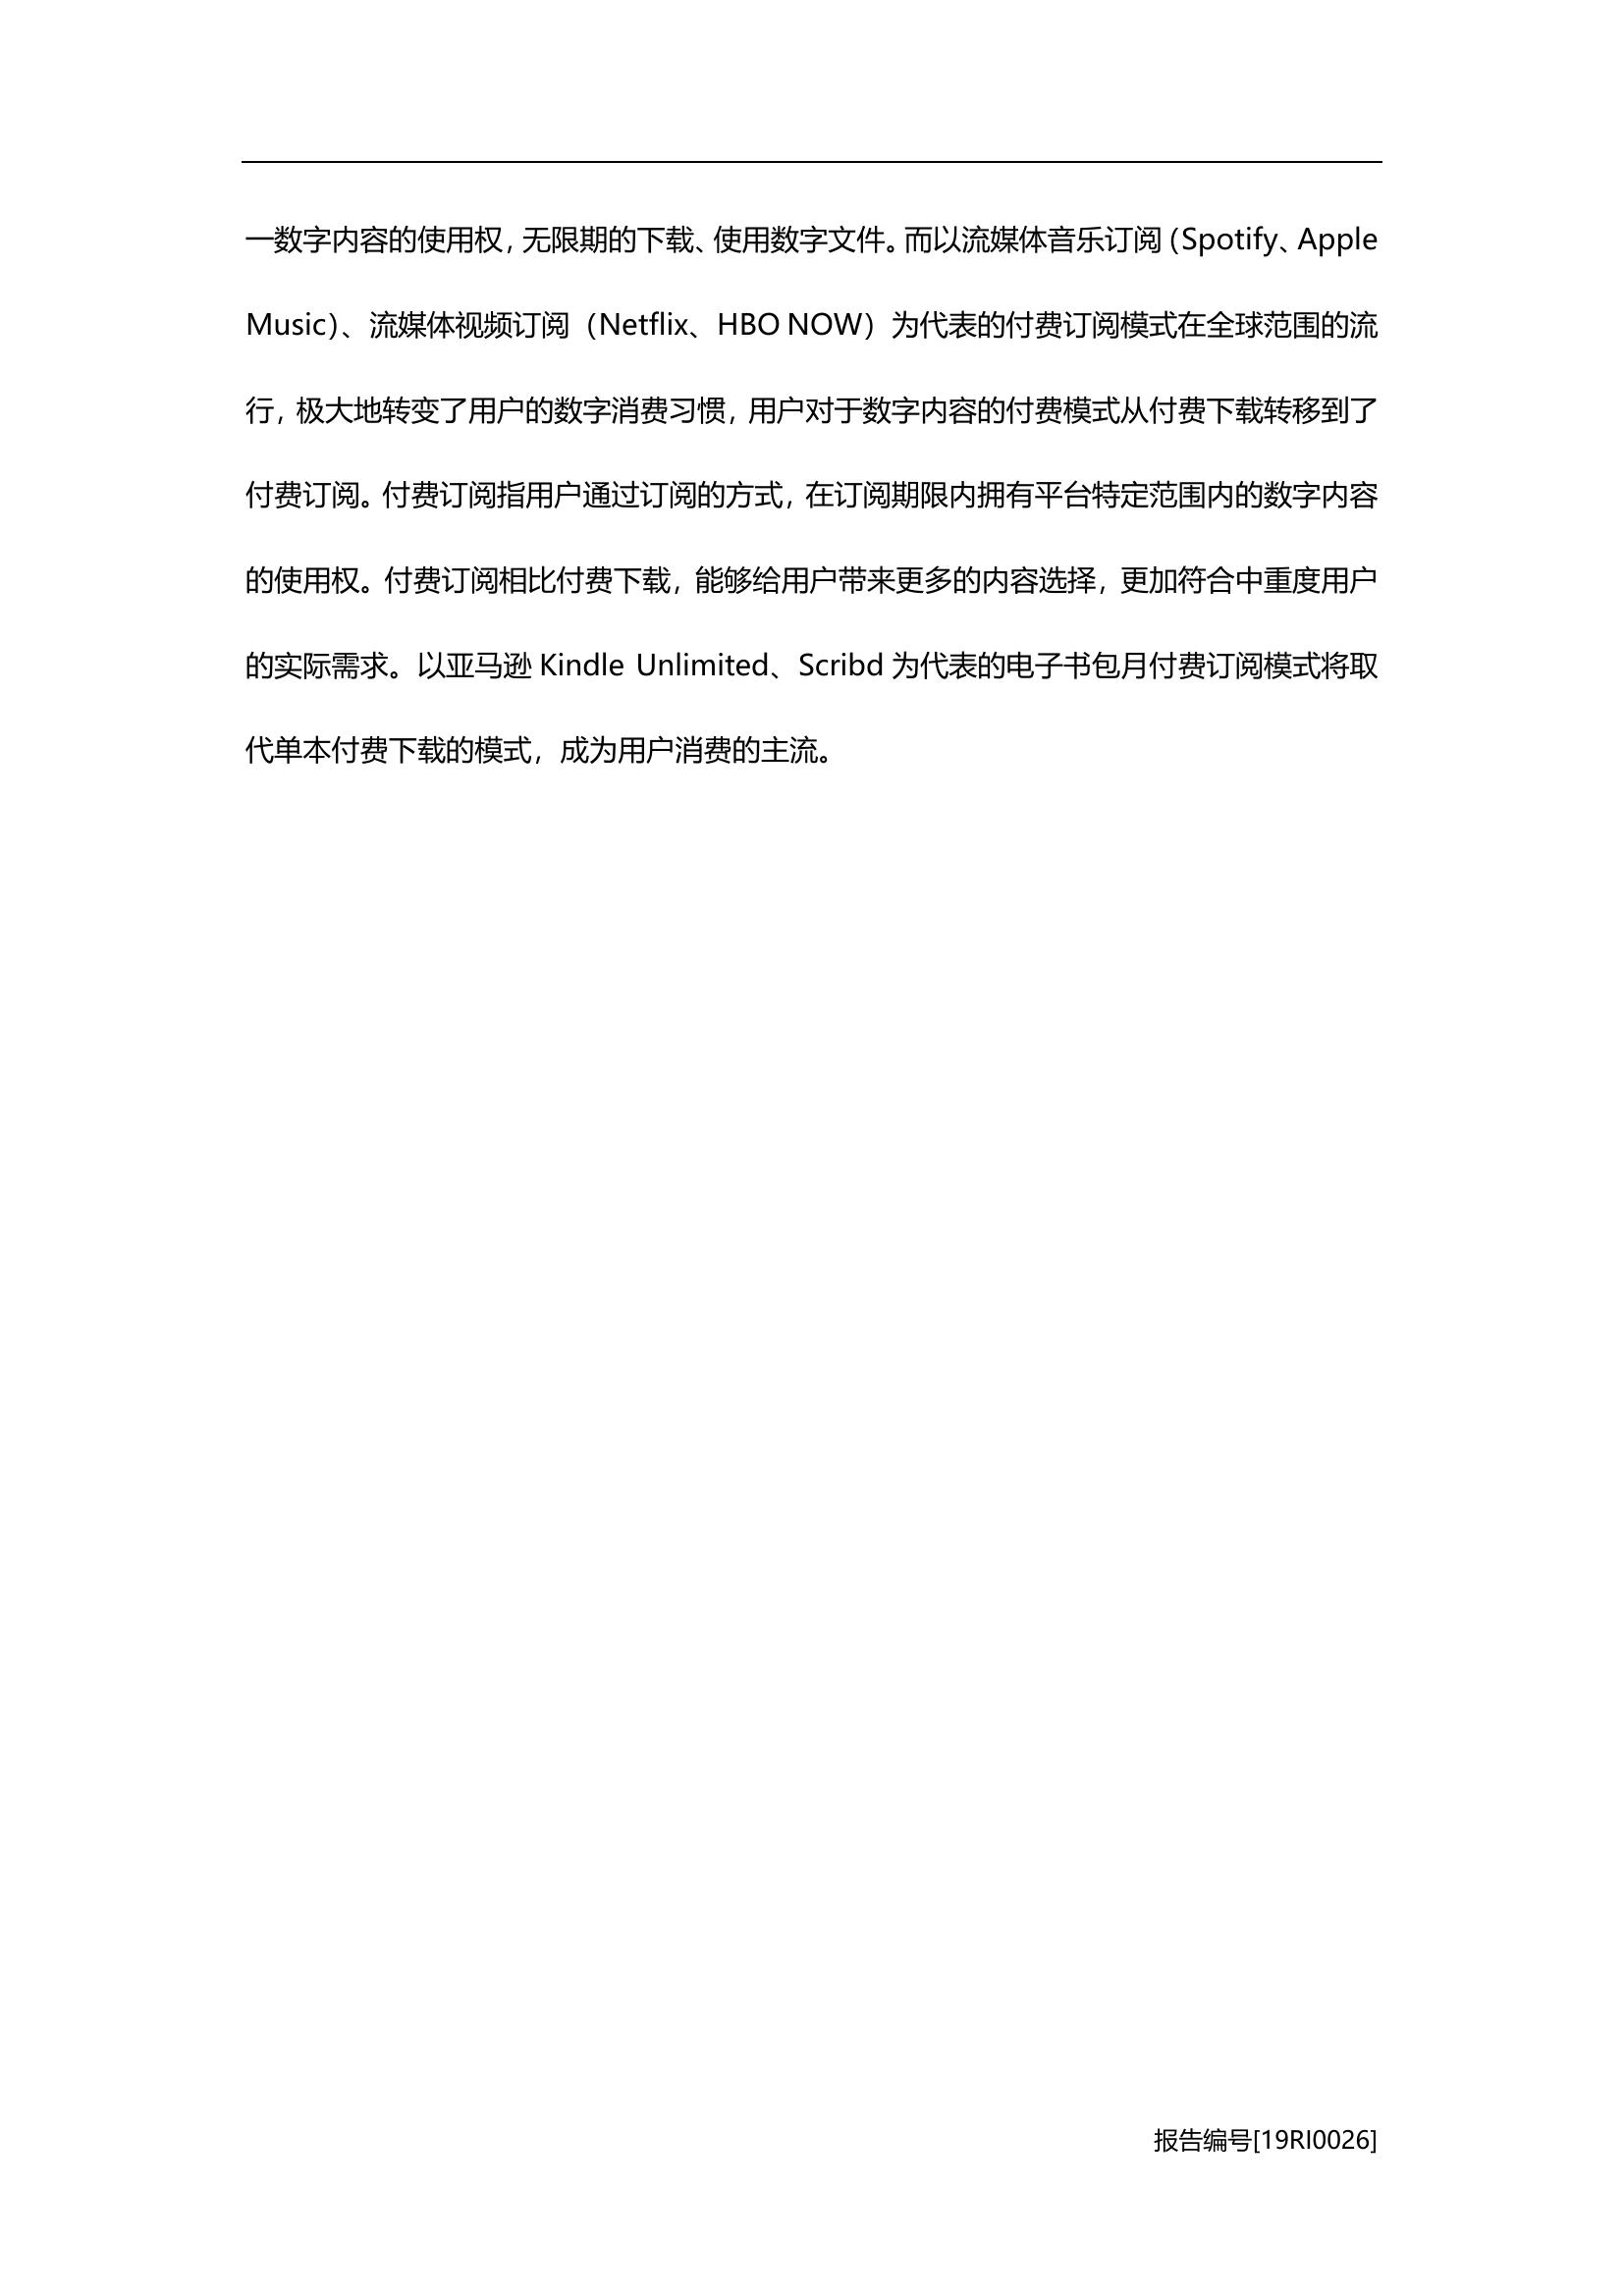 一数字内容的使用权，无限期的下载、使用数字文件。而以流媒体音乐订阅（Spotify、Apple
Music）、流媒体视频订阅（Netflix、HBO NOW）为代表的付费订阅模式在全球范围的流
行，极大地转变了用户的数字消费习惯，用户对于数字内容的付费模式从付费下载转移到了
付费订阅。付费订阅指用户通过订阅的方式，在订阅期限内拥有平台特定范围内的数字内容
的使用权。付费订阅相比付费下载，能够给用户带来更多的内容选择，更加符合中重度用户
的实际需求。以亚马逊 Kindle Unlimited、Scribd 为代表的电子书包月付费订阅模式将取
代单本付费下载的模式，成为用户消费的主流。
报告编号[19RI0026]